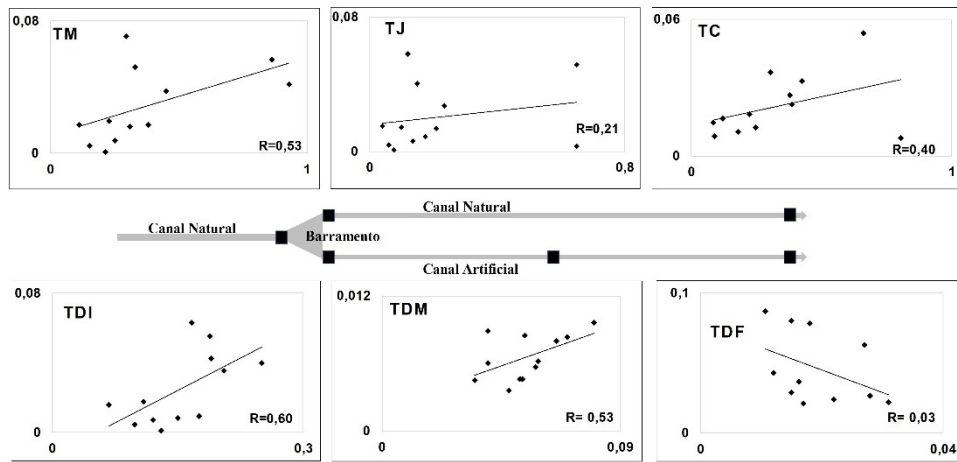 0,08
TM
R=0,53
0
0
1
0,08
TJ
R=0,21
0
0
0,8
0,06
TC
R=0,40
0
0
1
Canal Natural
Canal Natural
Barramento
Canal Artificial
0,08
TDI
R=0,60
0
0
0,3
0,012
TDM
R= 0,53
0
0
0,09
0,1
TDF
R= 0,03
0
0
0,04